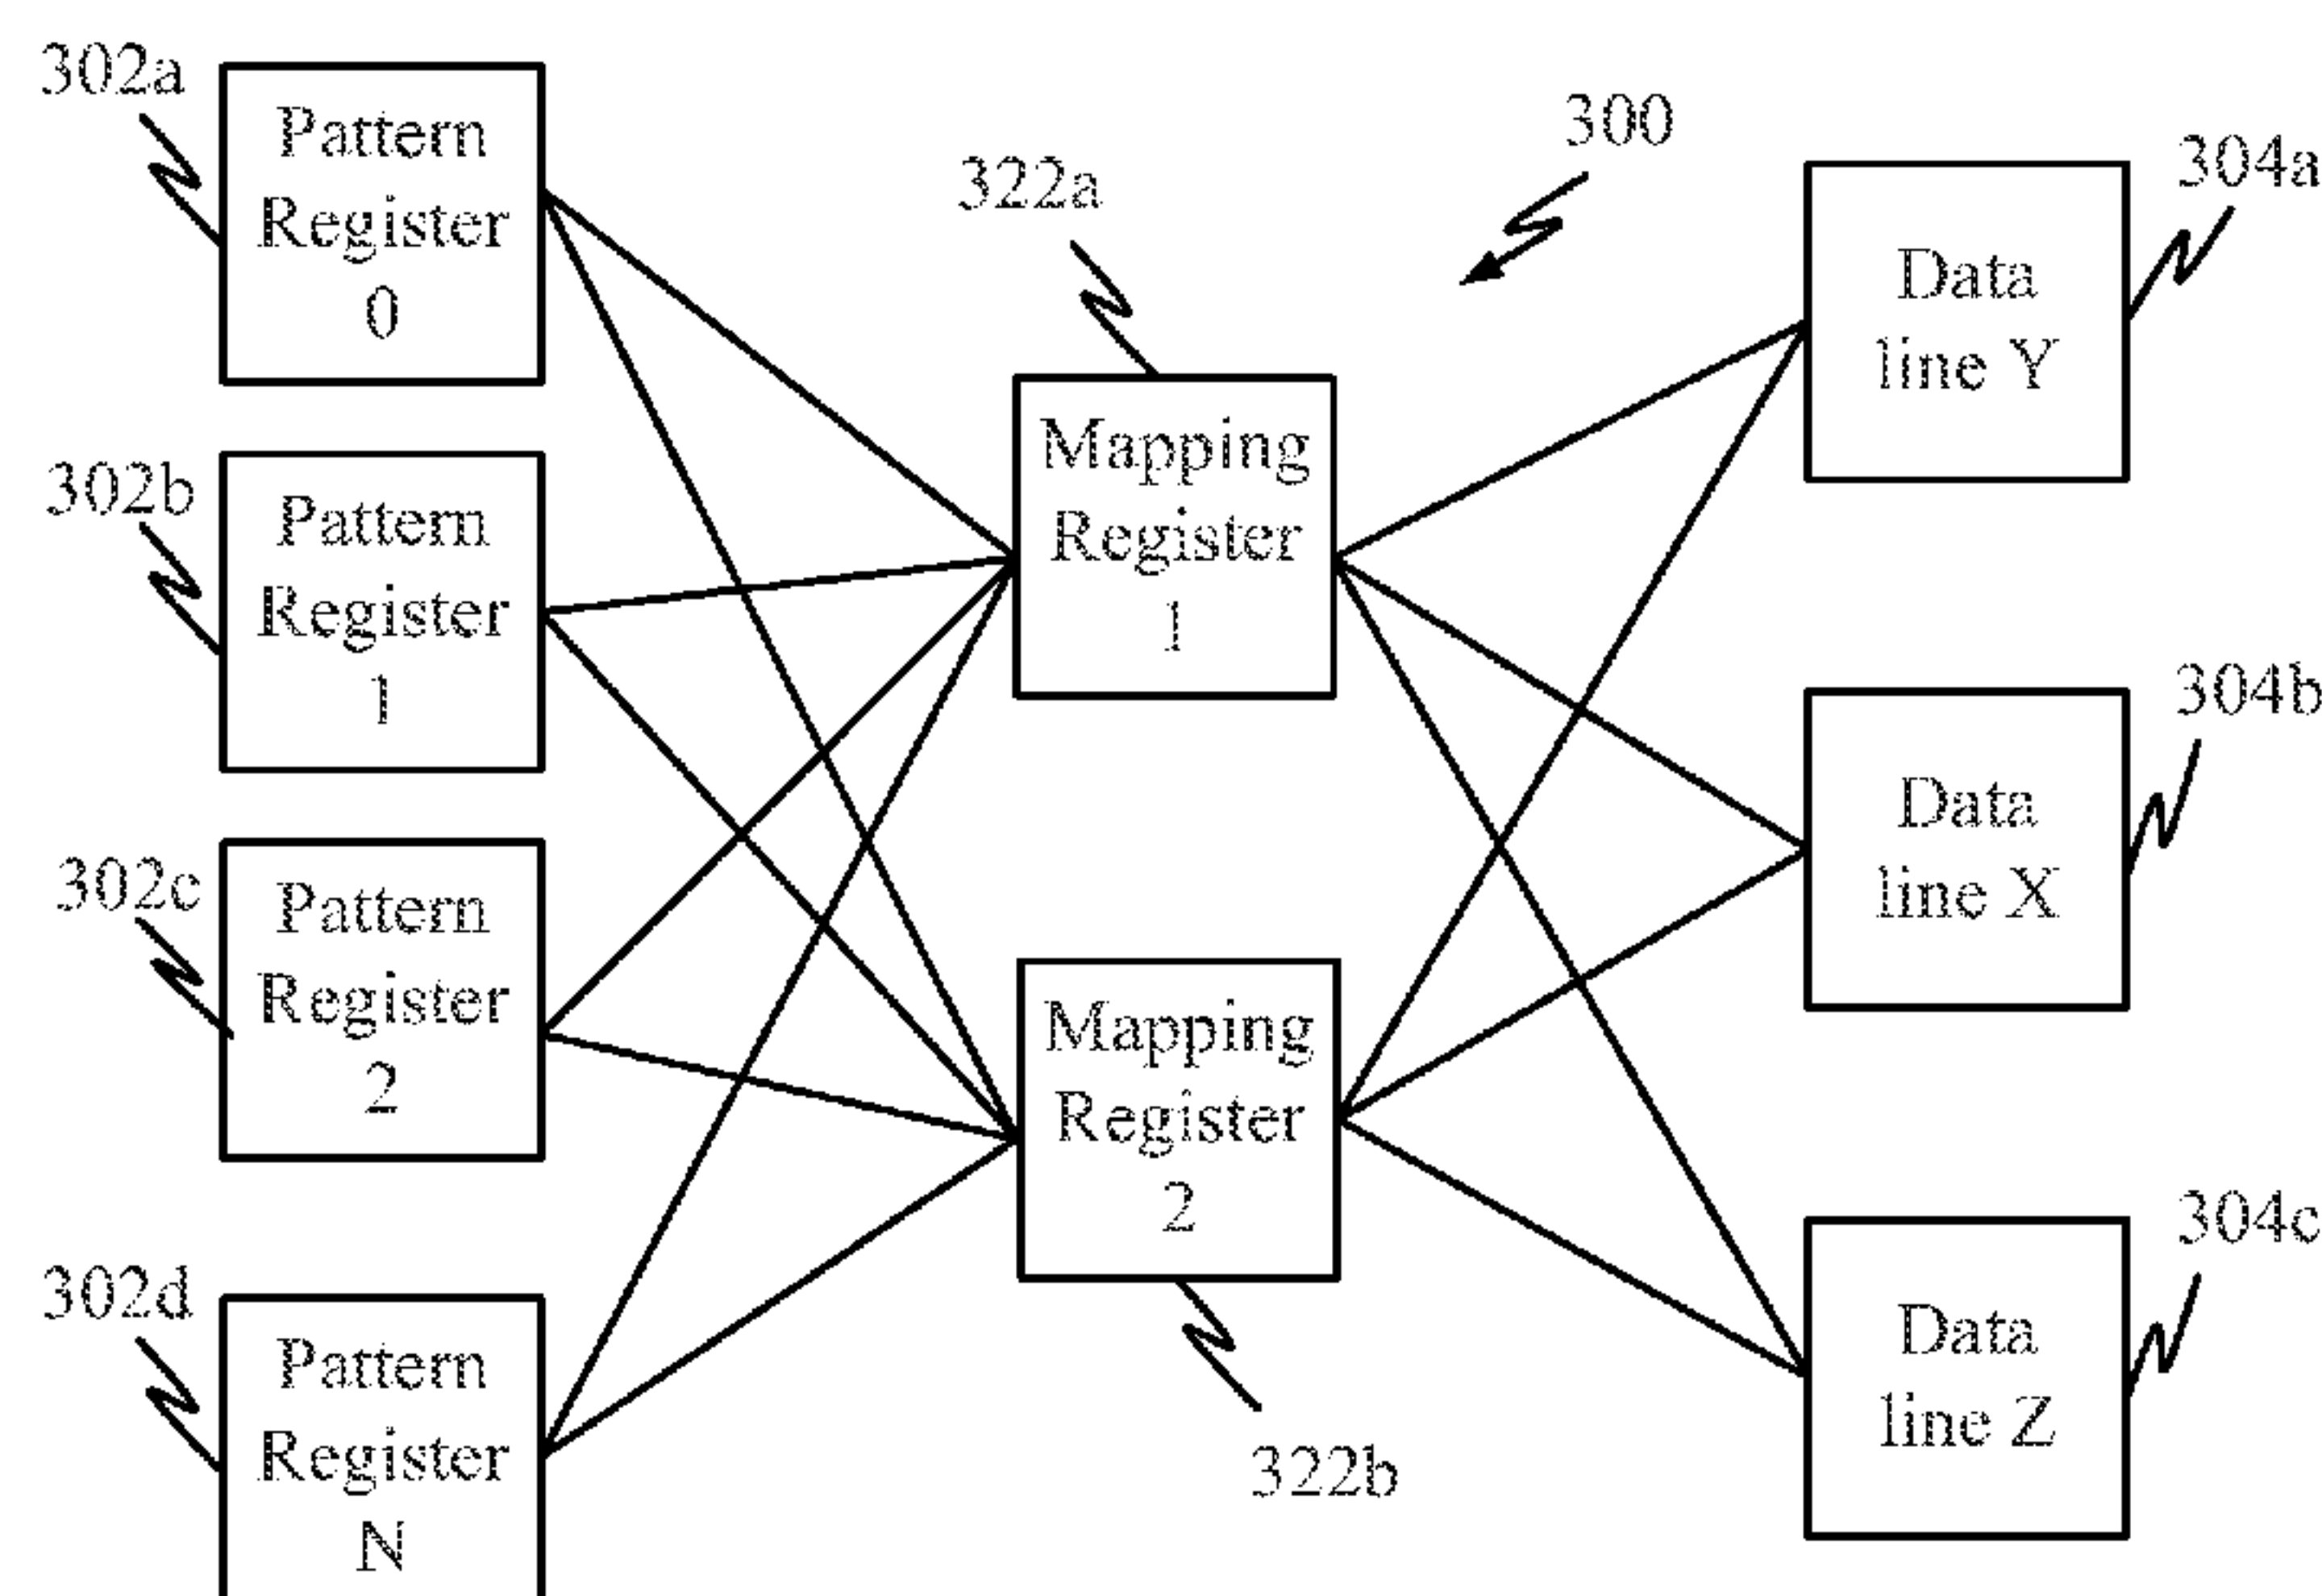 302a
Pattern
Register
0
302b
Pattern
Register
1
302c
Pattern
Register
2
302d
Pattern
Register
N
322a
Mapping
Register
1
Mapping
Register
2
322b
300
304a
Data
line Y
304b
Data
line X
304c
Data
line Z